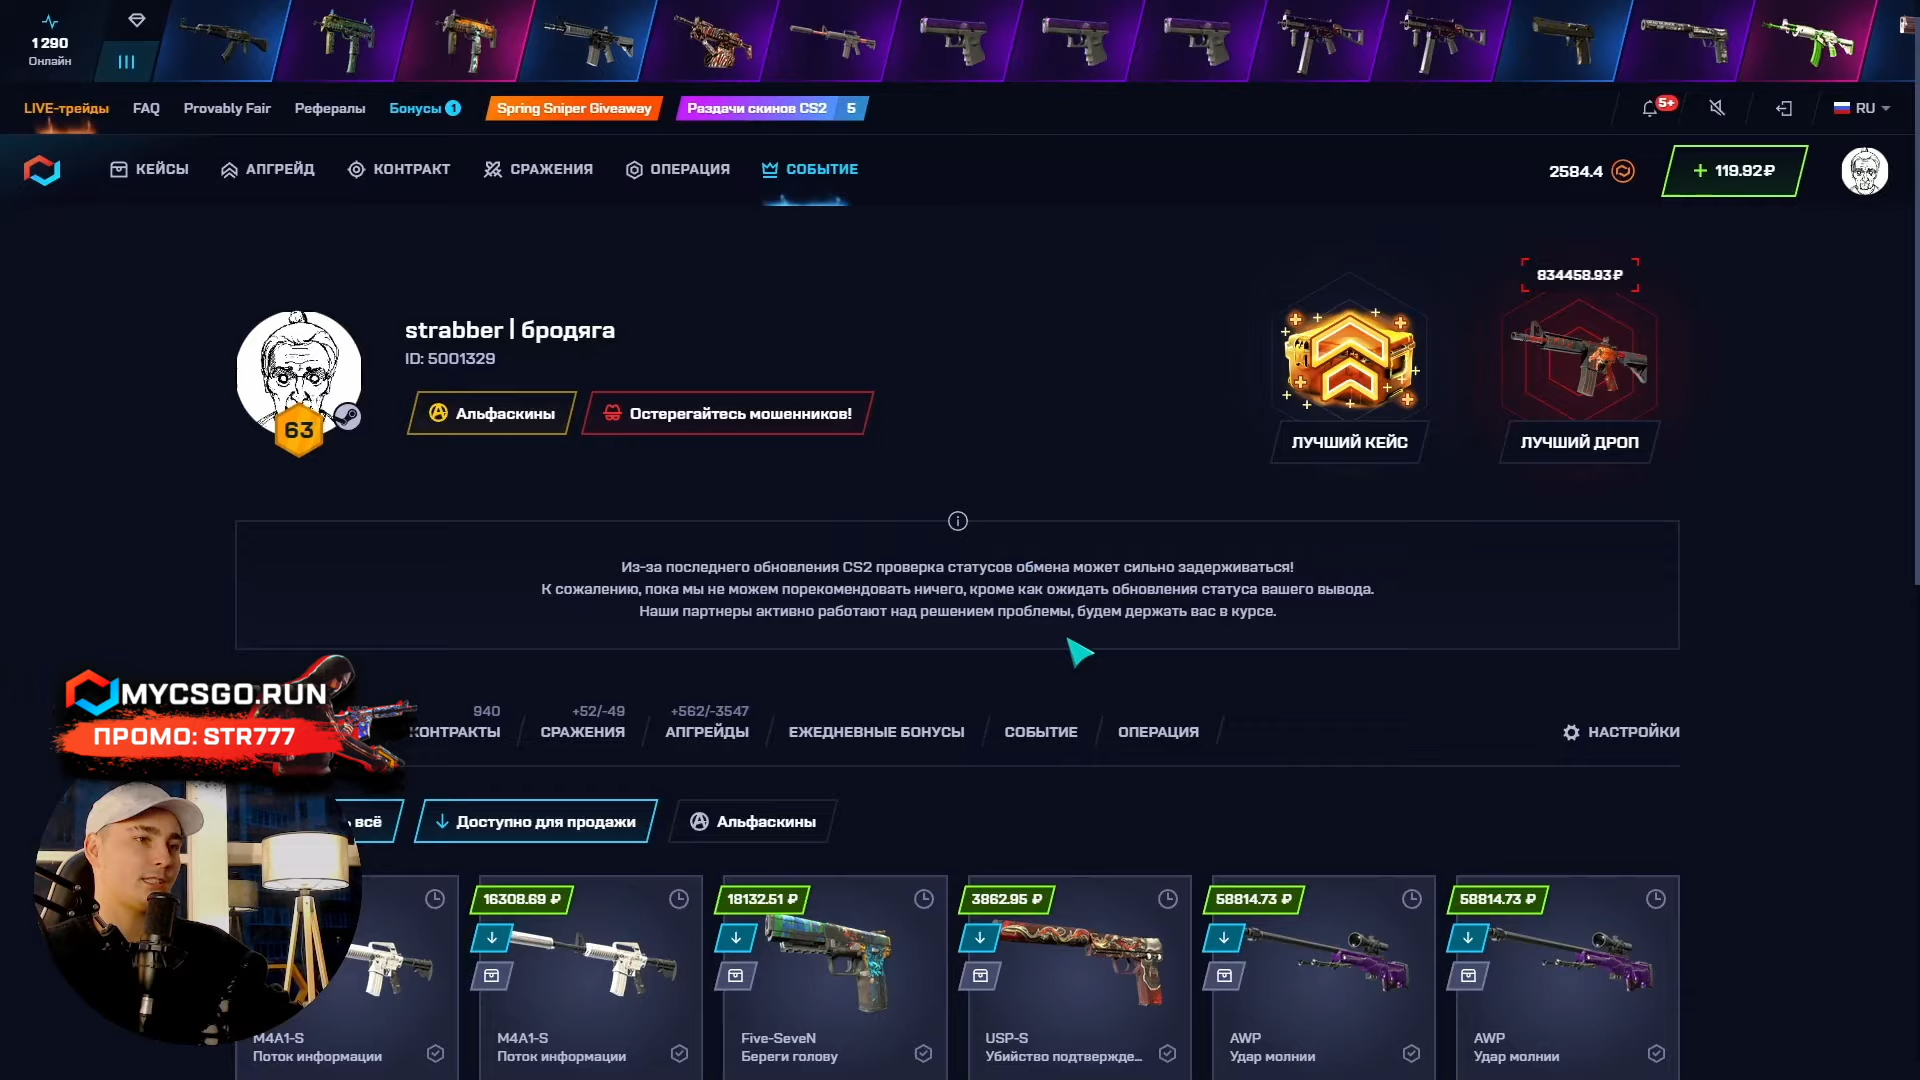 1 290
Онлайн
LIVE-трейды
FAQ
Provably Fair
Рефералы
Бонусы 1
Spring Sniper Giveaway
Раздачи скинов CS2 5
5+
RU
КЕЙСЫ
АПГРЕЙД
КОНТРАКТ
СРАЖЕНИЯ
ОПЕРАЦИЯ
СОБЫТИЕ
2584.4
+ 119.92₽
834458.93₽
strabber | бродяга
ID: 5001329
63
Альфаскины
Остерегайтесь мошенников!
ЛУЧШИЙ КЕЙС
ЛУЧШИЙ ДРОП
Из-за последнего обновления CS2 проверка статусов обмена может сильно задерживаться!
К сожалению, пока мы не можем порекомендовать ничего, кроме как ожидать обновления статуса вашего вывода.
Наши партнеры активно работают над решением проблемы, будем держать вас в курсе.
MYCSGO.RUN
ПРОМО: STR777
940
КОНТРАКТЫ
+52/-49
СРАЖЕНИЯ
+562/-3547
АПГРЕЙДЫ
ЕЖЕДНЕВНЫЕ БОНУСЫ
СОБЫТИЕ
ОПЕРАЦИЯ
НАСТРОЙКИ
всё
Доступно для продажи
Альфаскины
16308.69 ₽
18132.51 ₽
3862.95 ₽
58814.73 ₽
58814.73 ₽
M4A1-S
Поток информации
M4A1-S
Поток информации
Five-SeveN
Береги голову
USP-S
Убийство подтвержде...
AWP
Удар молнии
AWP
Удар молнии